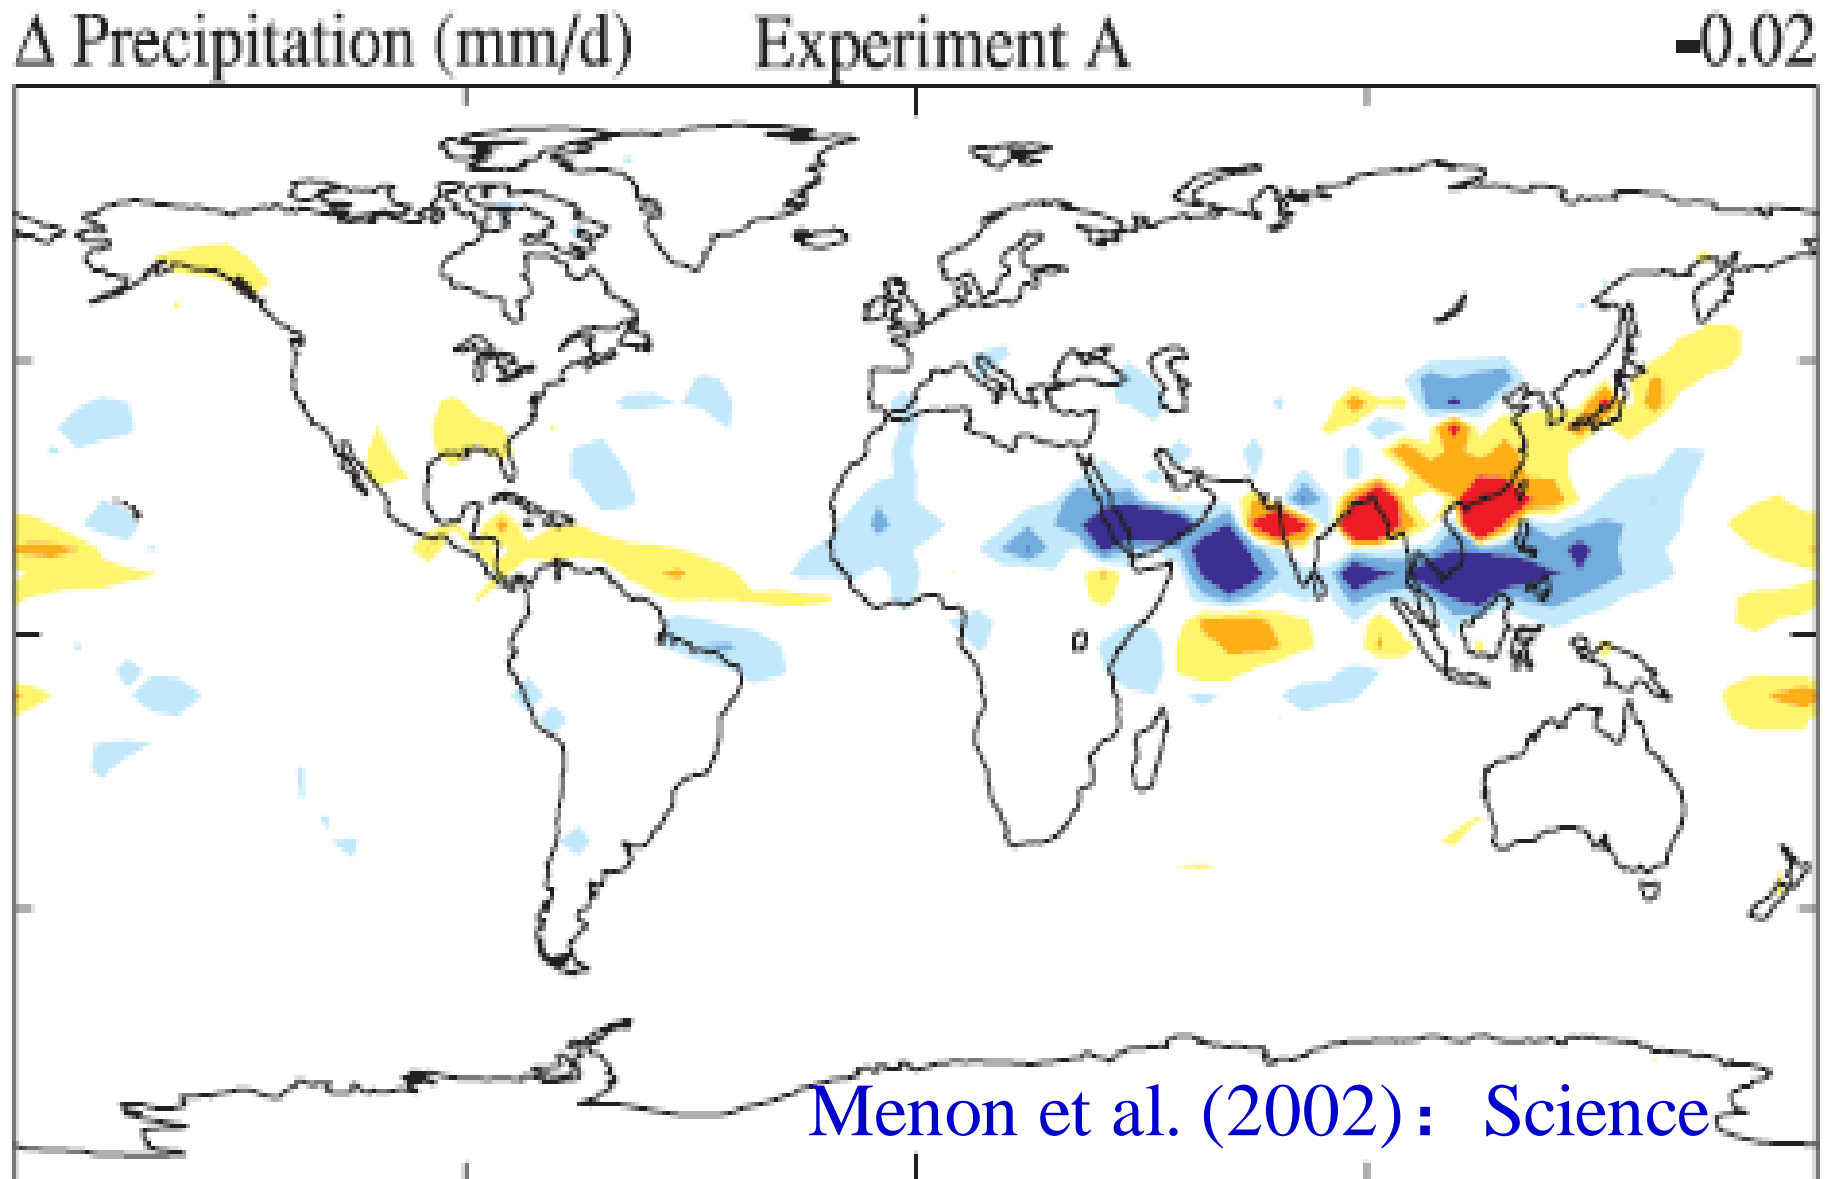 Δ Precipitation (mm/d) Experiment A -0.02
Menon et al. (2002)： Science